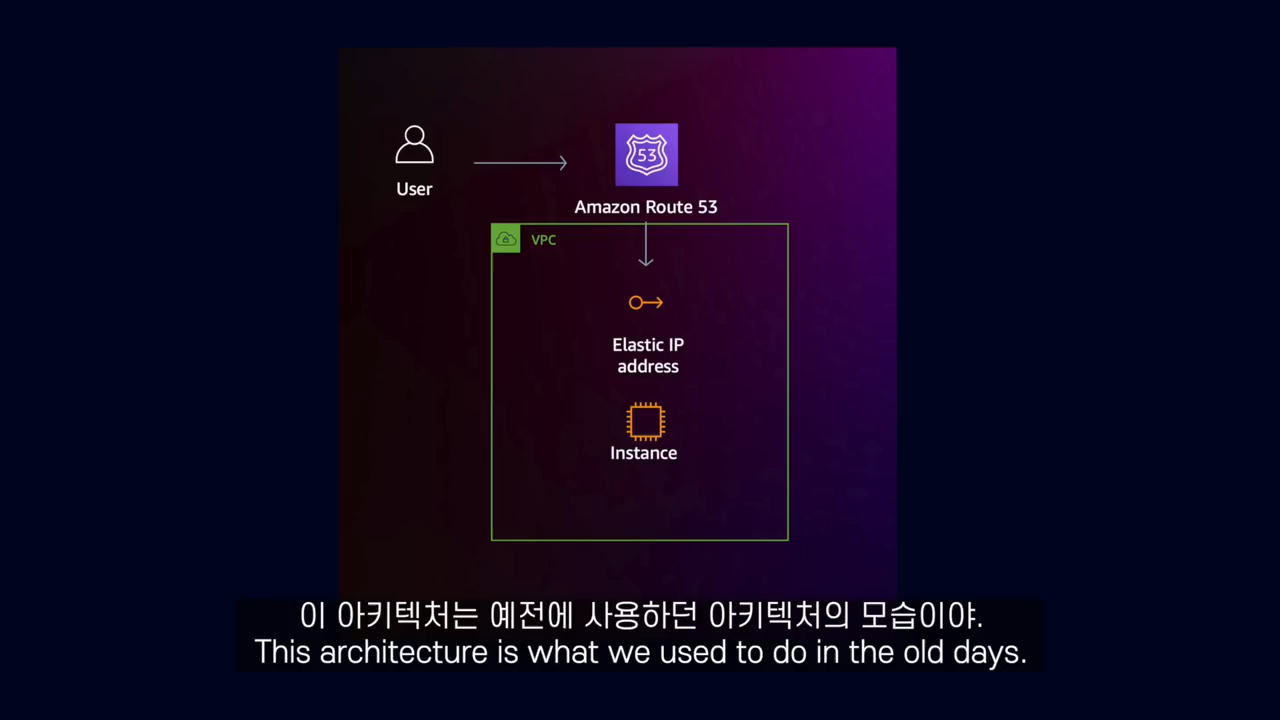 User
53
Amazon Route 53
VPC
Elastic IP
address
Instance
이 아키텍처는 예전에 사용하던 아키텍처의 모습이야.
This architecture is what we used to do in the old days.